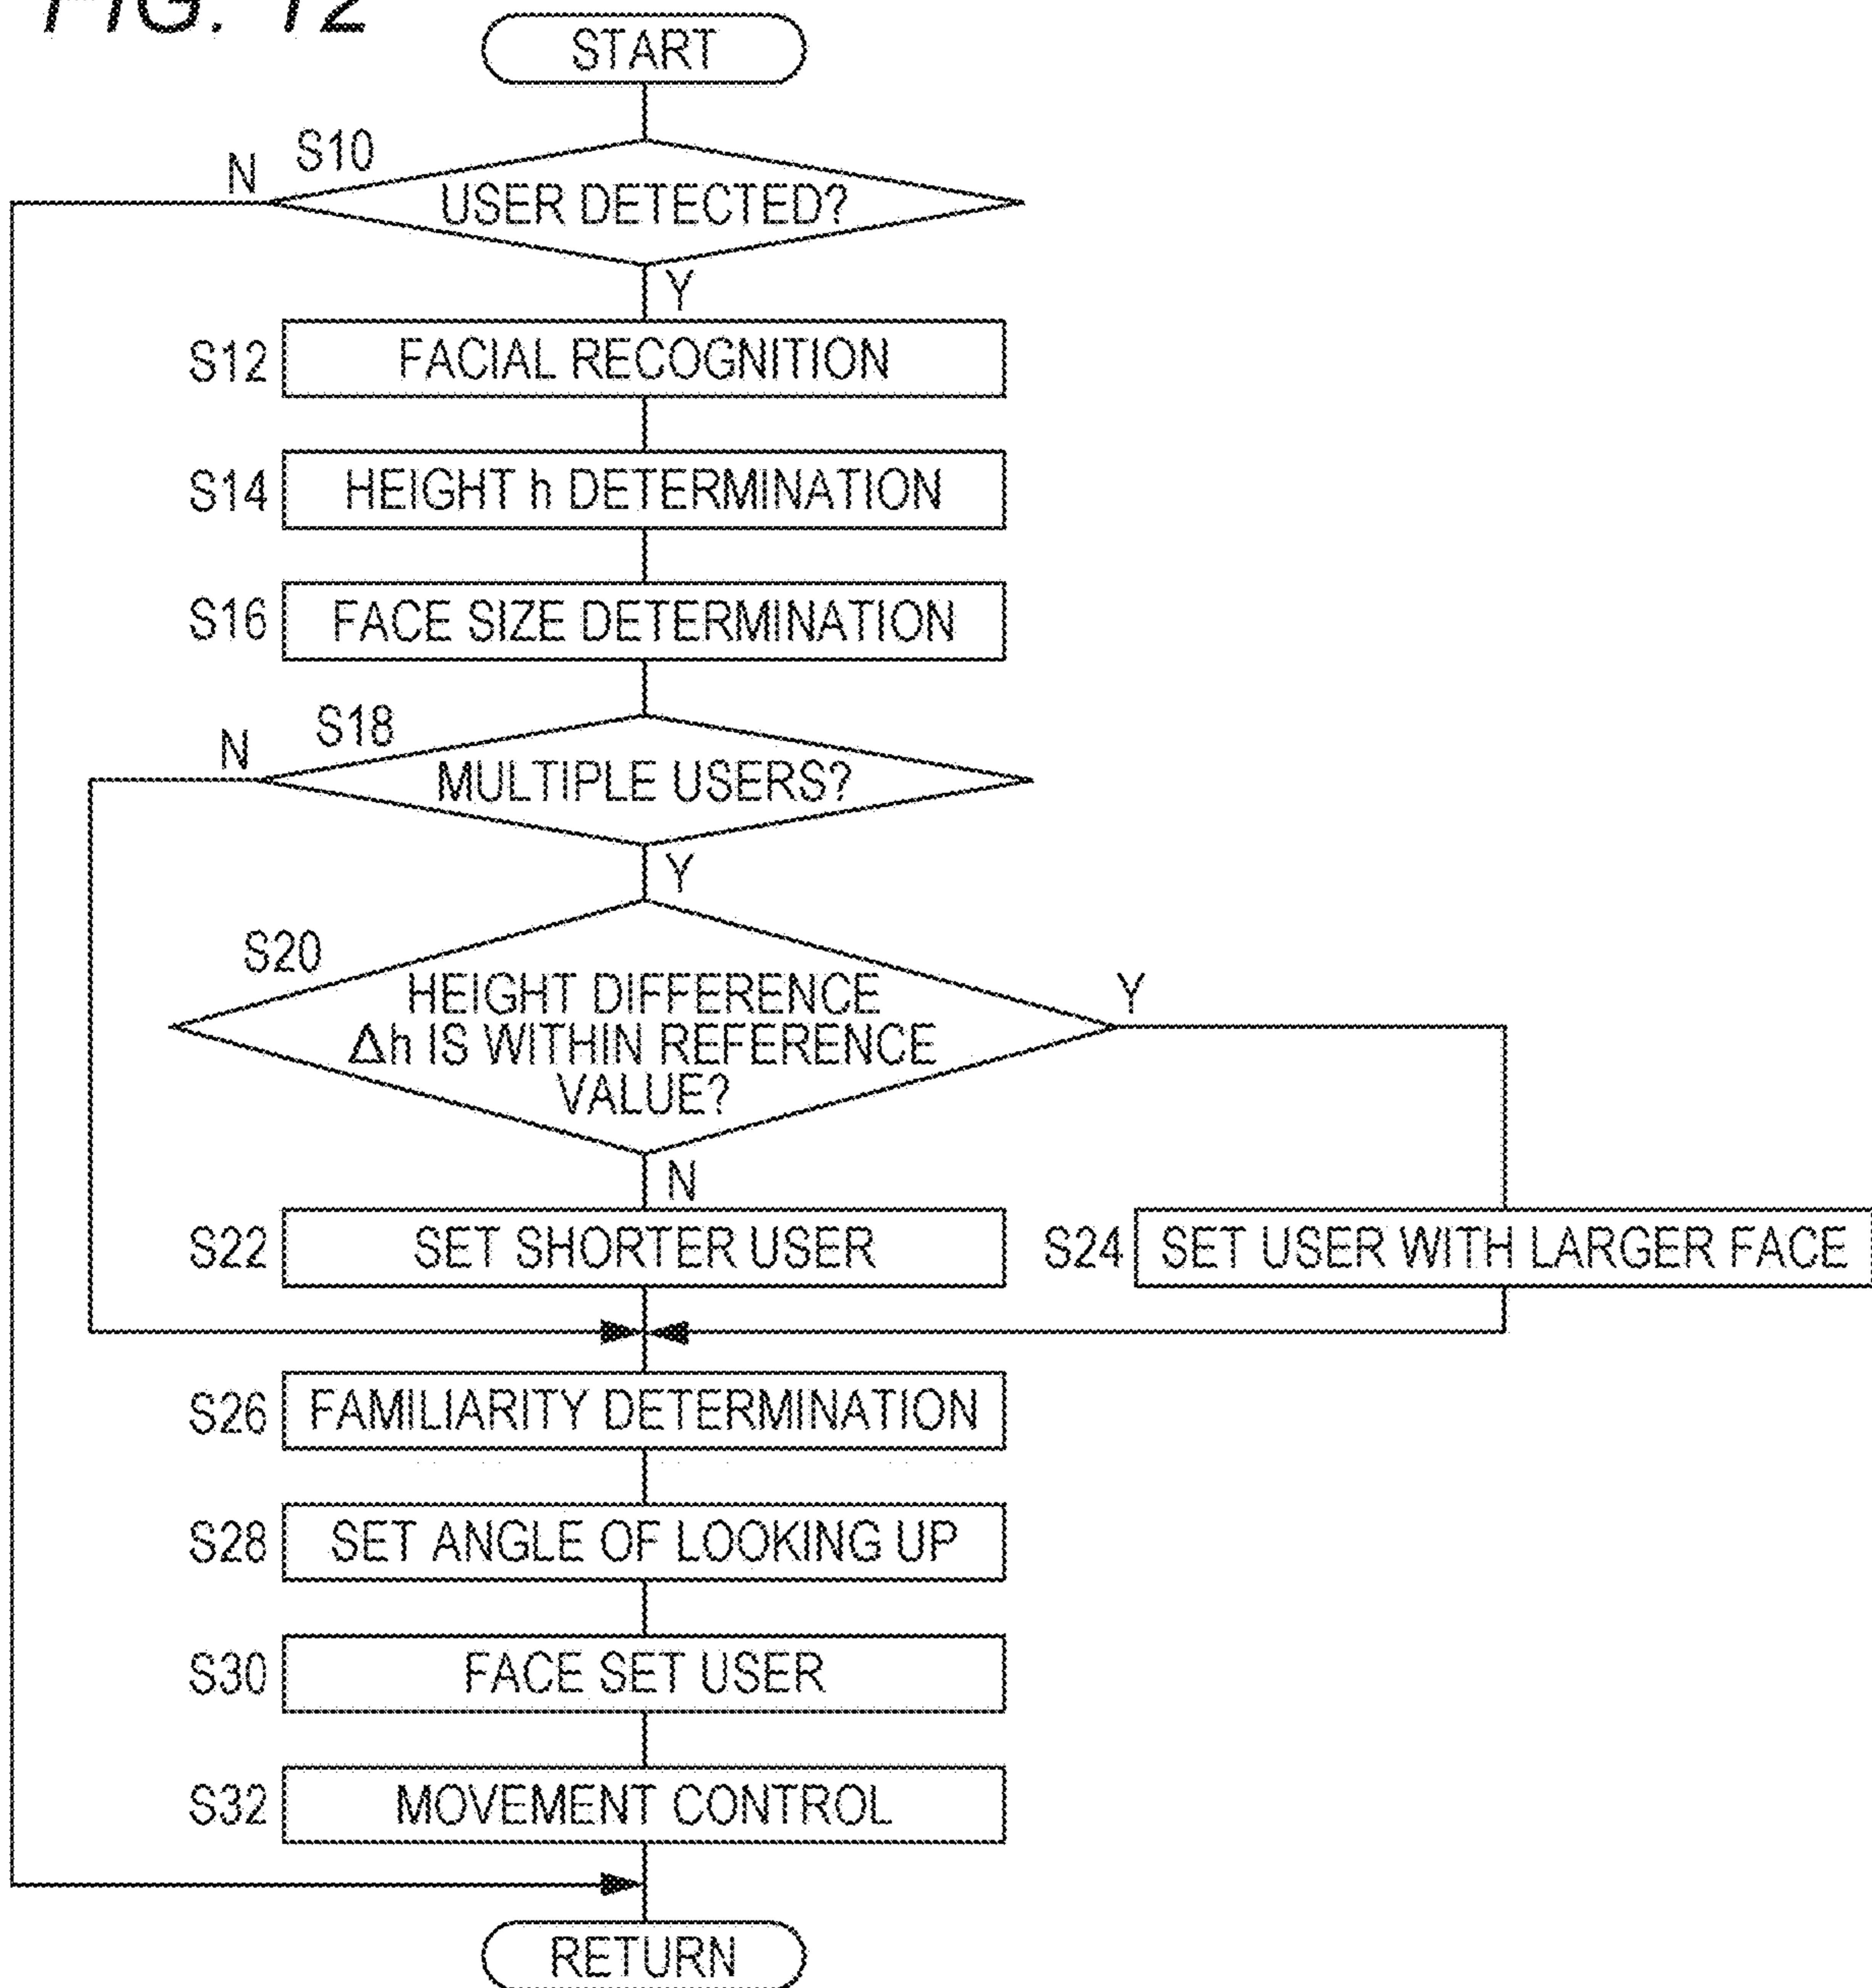 FIG. 12
START
S10
N
USER DETECTED?
Y
S12
FACIAL RECOGNITION
S14
HEIGHT h DETERMINATION
S16
FACE SIZE DETERMINATION
S18
N
MULTIPLE USERS?
Y
S20
HEIGHT DIFFERENCE
Δh IS WITHIN REFERENCE
VALUE?
Y
N
S22
SET SHORTER USER
S24
SET USER WITH LARGER FACE
S26
FAMILIARITY DETERMINATION
S28
SET ANGLE OF LOOKING UP
S30
FACE SET USER
S32
MOVEMENT CONTROL
RETURN